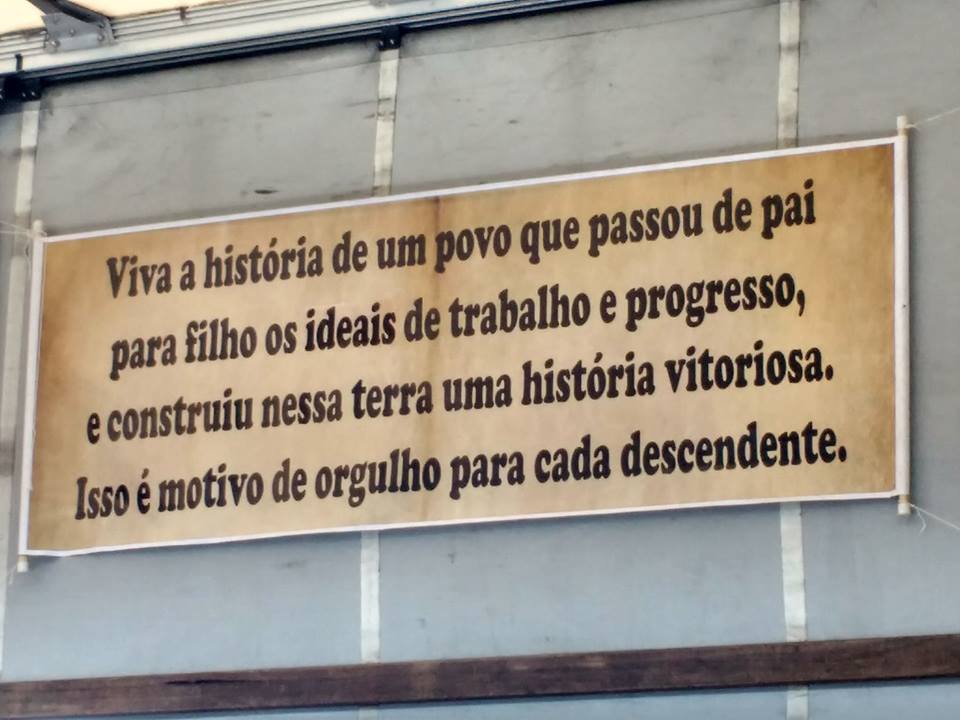 Viva a história de um povo que passou de pai
para filho os ideais de trabalho e progresso,
e construiu nessa terra uma história vitoriosa.
Isso é motivo de orgulho para cada descendente.